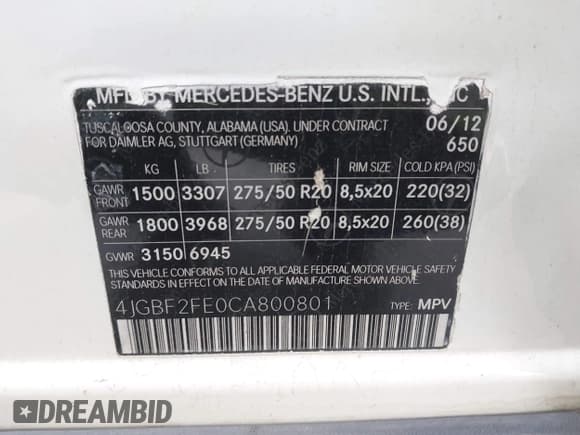 MFD. BY MERCEDES-BENZ U.S. INTL., INC
TUSCALOOSA COUNTY, ALABAMA (USA). UNDER CONTRACT
FOR DAIMLER AG, STUTTGART (GERMANY)
06/12
650
KG LB TIRES RIM SIZE COLD KPA (PSI)
GAWR FRONT 1500 3307 275/50 R20 8,5x20 220(32)
GAWR REAR 1800 3968 275/50 R20 8,5x20 260(38)
GVWR 3150 6945
THIS VEHICLE CONFORMS TO ALL APPLICABLE FEDERAL MOTOR VEHICLE SAFETY
STANDARDS IN EFFECT ON THE DATE OF MANUFACTURE SHOWN ABOVE.
4JGBF2FE0CA800801 TYPE: MPV
DREAMBID